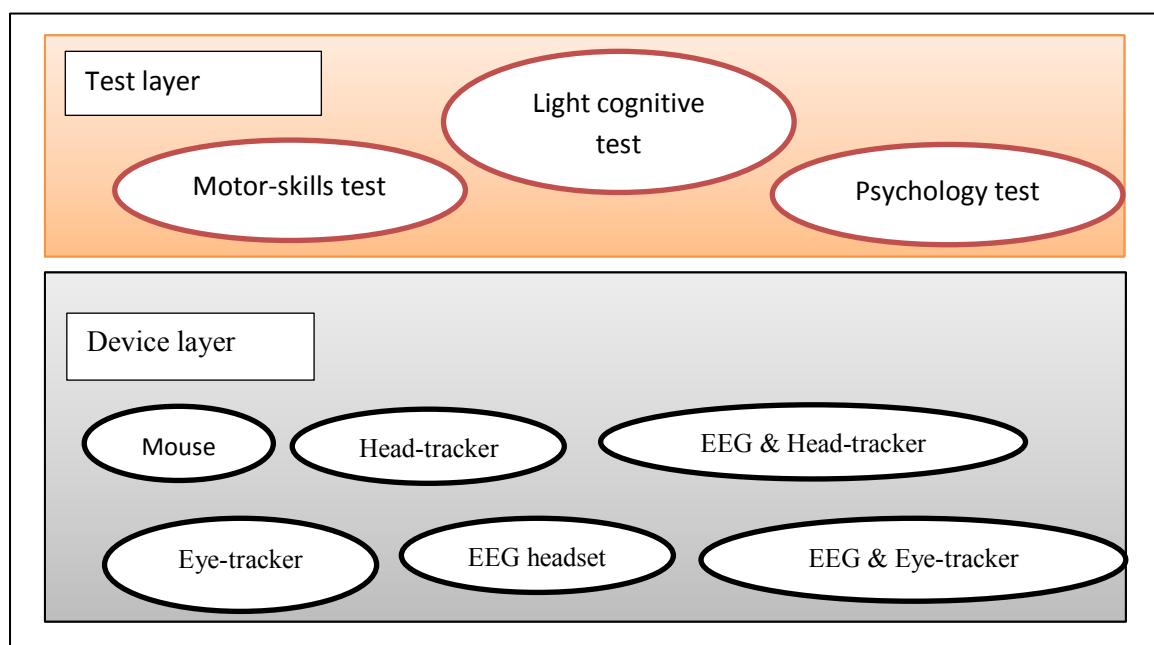 Test layer
Light cognitive
test
Motor-skills test
Psychology test
Device layer
Mouse
Head-tracker
EEG & Head-tracker
Eye-tracker
EEG headset
EEG & Eye-tracker